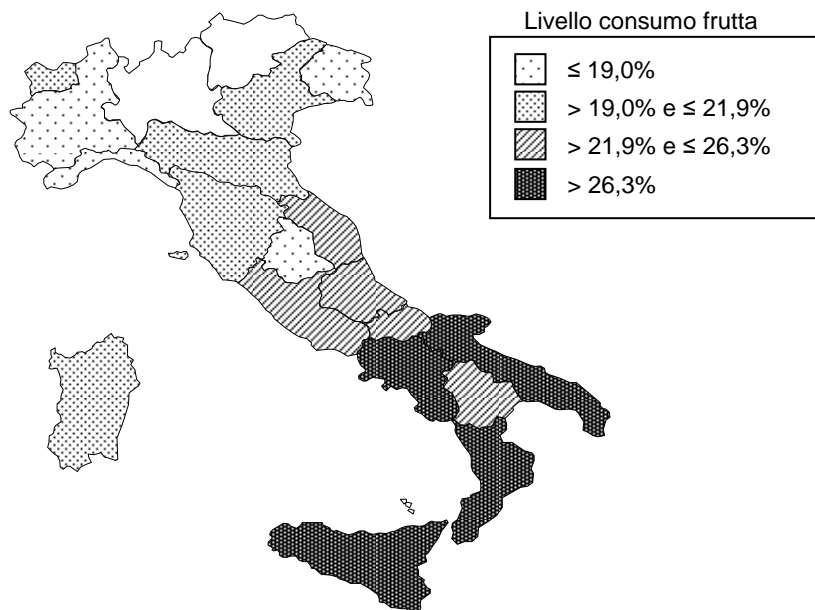 Livello consumo frutta
≤ 19,0%
> 19,0% e ≤ 21,9%
> 21,9% e ≤ 26,3%
> 26,3%